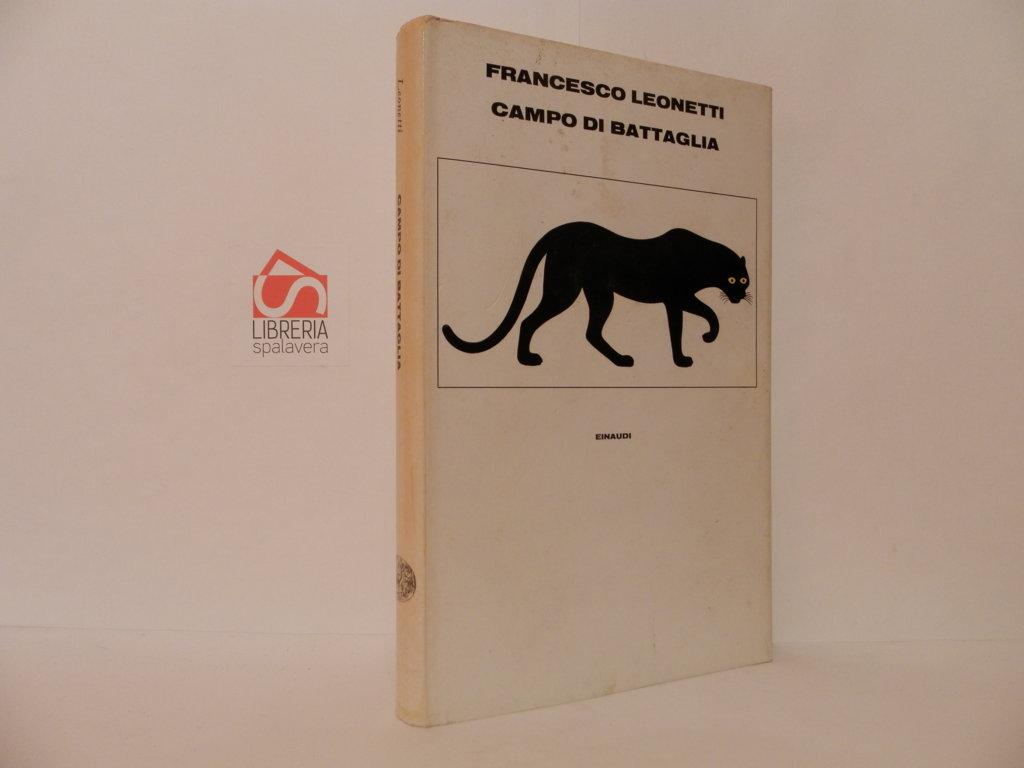 FRANCESCO LEONETTI
CAMPO DI BATTAGLIA
EINAUDI
Leonetti
CAMPO DI BATTAGLIA
LIBRERIA
spalavera